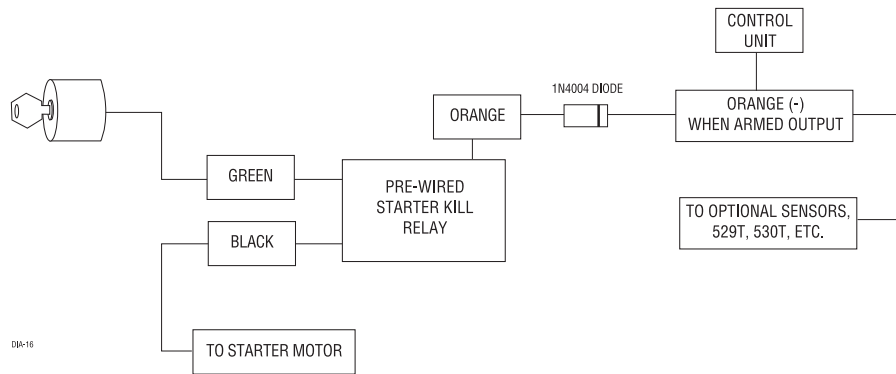 CONTROL
UNIT
1N4004 DIODE
ORANGE
ORANGE (-)
WHEN ARMED OUTPUT
GREEN
PRE-WIRED
STARTER KILL
RELAY
BLACK
TO OPTIONAL SENSORS,
529T, 530T, ETC.
TO STARTER MOTOR
DIA-16